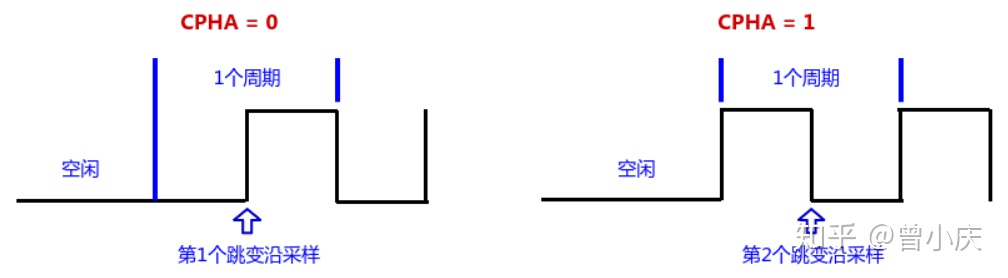 CPHA = 0
CPHA = 1
1个周期
1个周期
空闲
空闲
第1个跳变沿采样
第2个跳变沿采样
知乎 @曾小庆